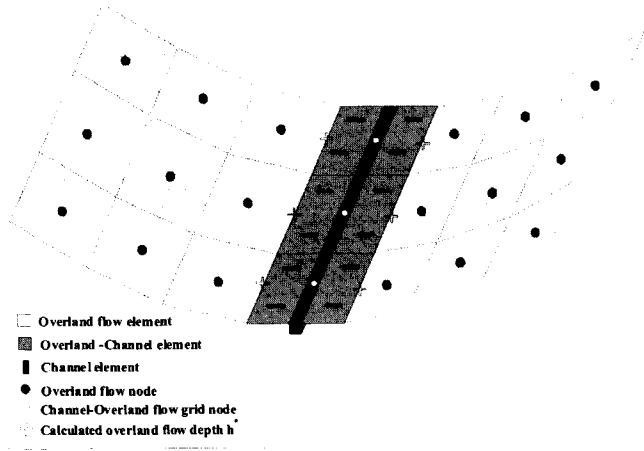 Overland flow element
Overland -Channel element
Channel element
Overland flow node
Channel-Overland flow grid node
Calculated overland flow depth h*